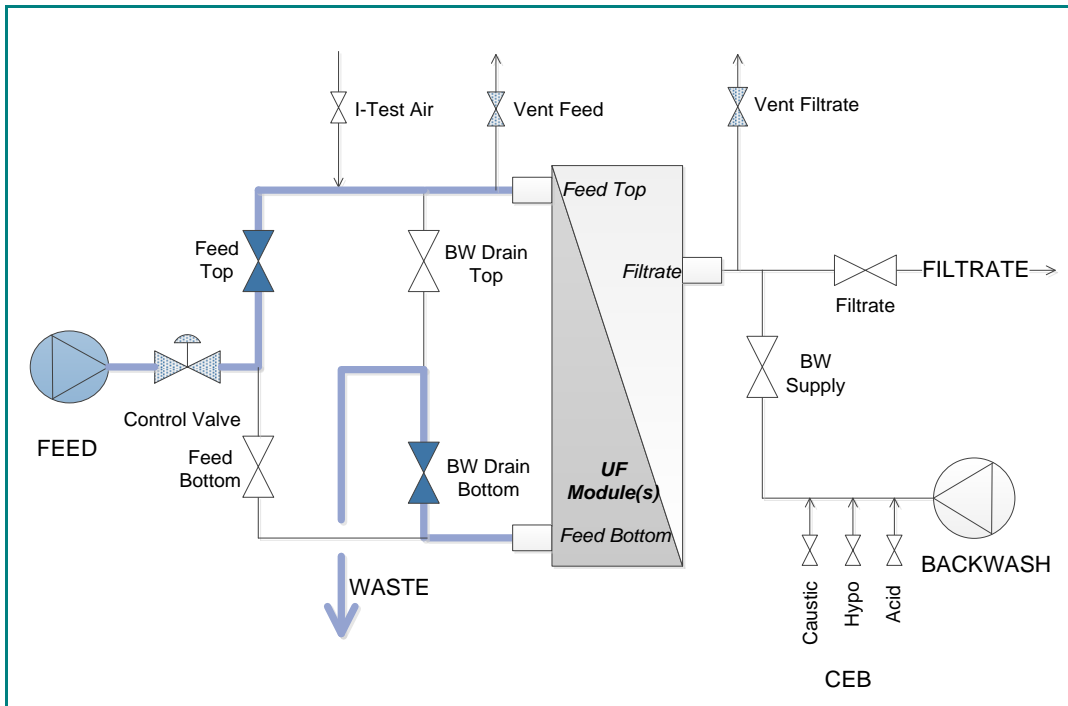 I-Test Air
Vent Feed
Vent Filtrate
Feed Top
Feed
Top
BW Drain
Top
Filtrate
FILTRATE
Filtrate
BW
Supply
Control Valve
FEED
Feed
Bottom
BW Drain
Bottom
UF
Module(s)
Feed Bottom
BACKWASH
WASTE
Caustic
Hypo
Acid
CEB